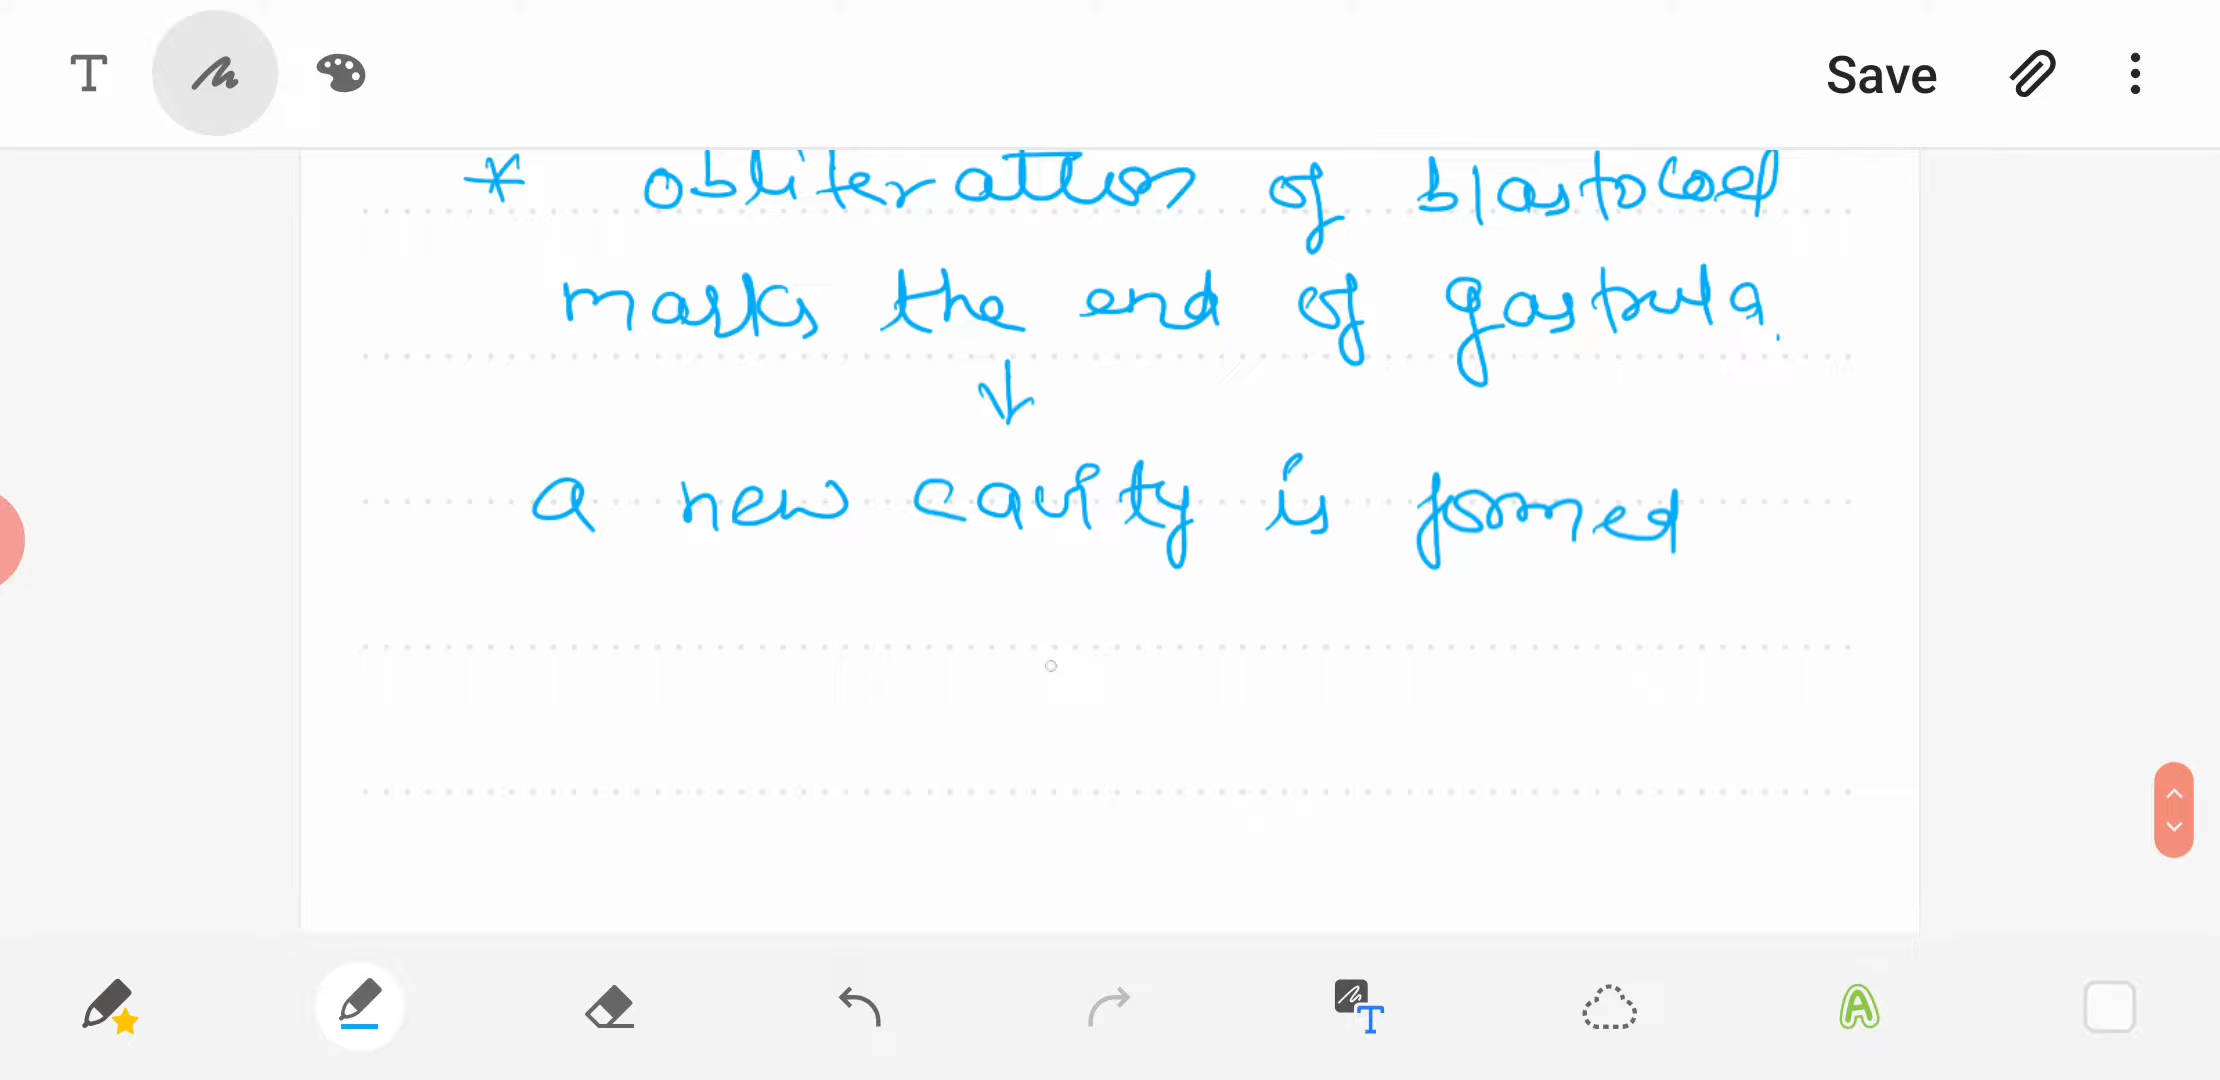 Save
* obliteration of blastocoel
marks the end of gastrula.
↓
a new cavity is formed